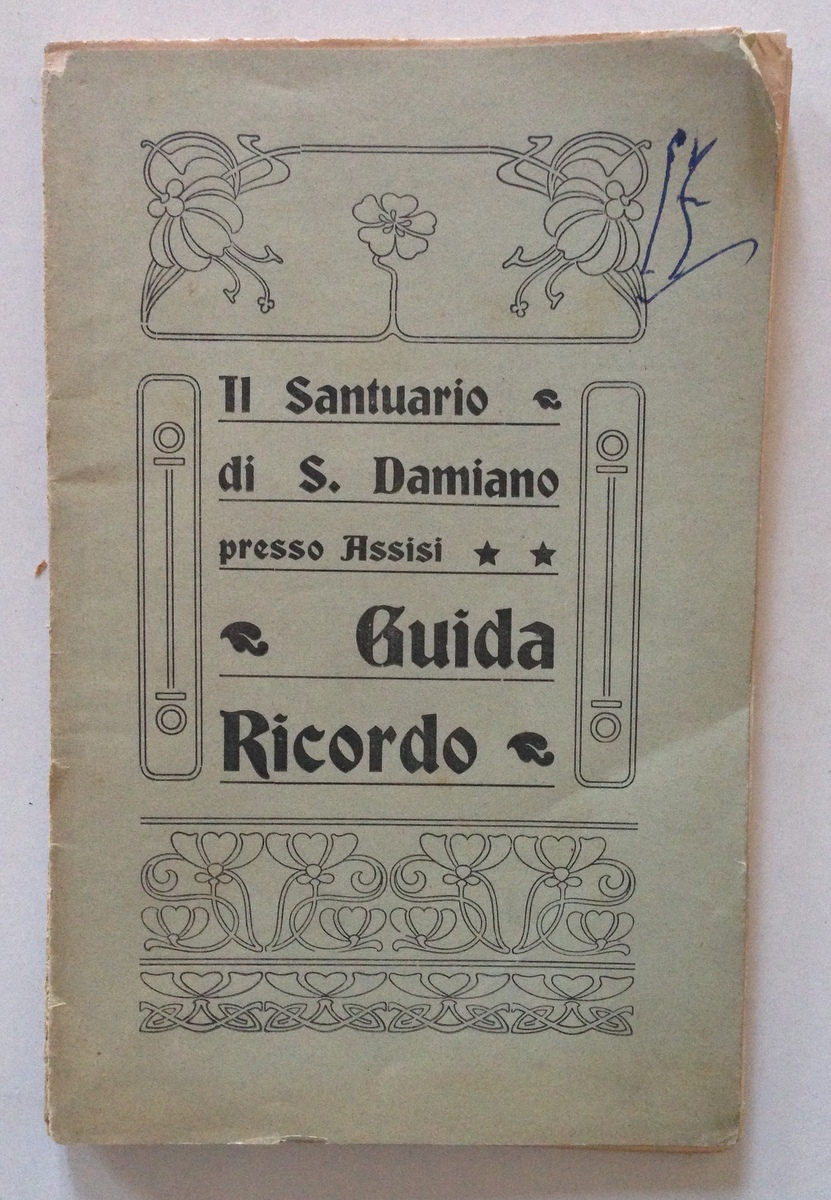 Il Santuario
di S. Damiano
presso Assisi
Guida
Ricordo